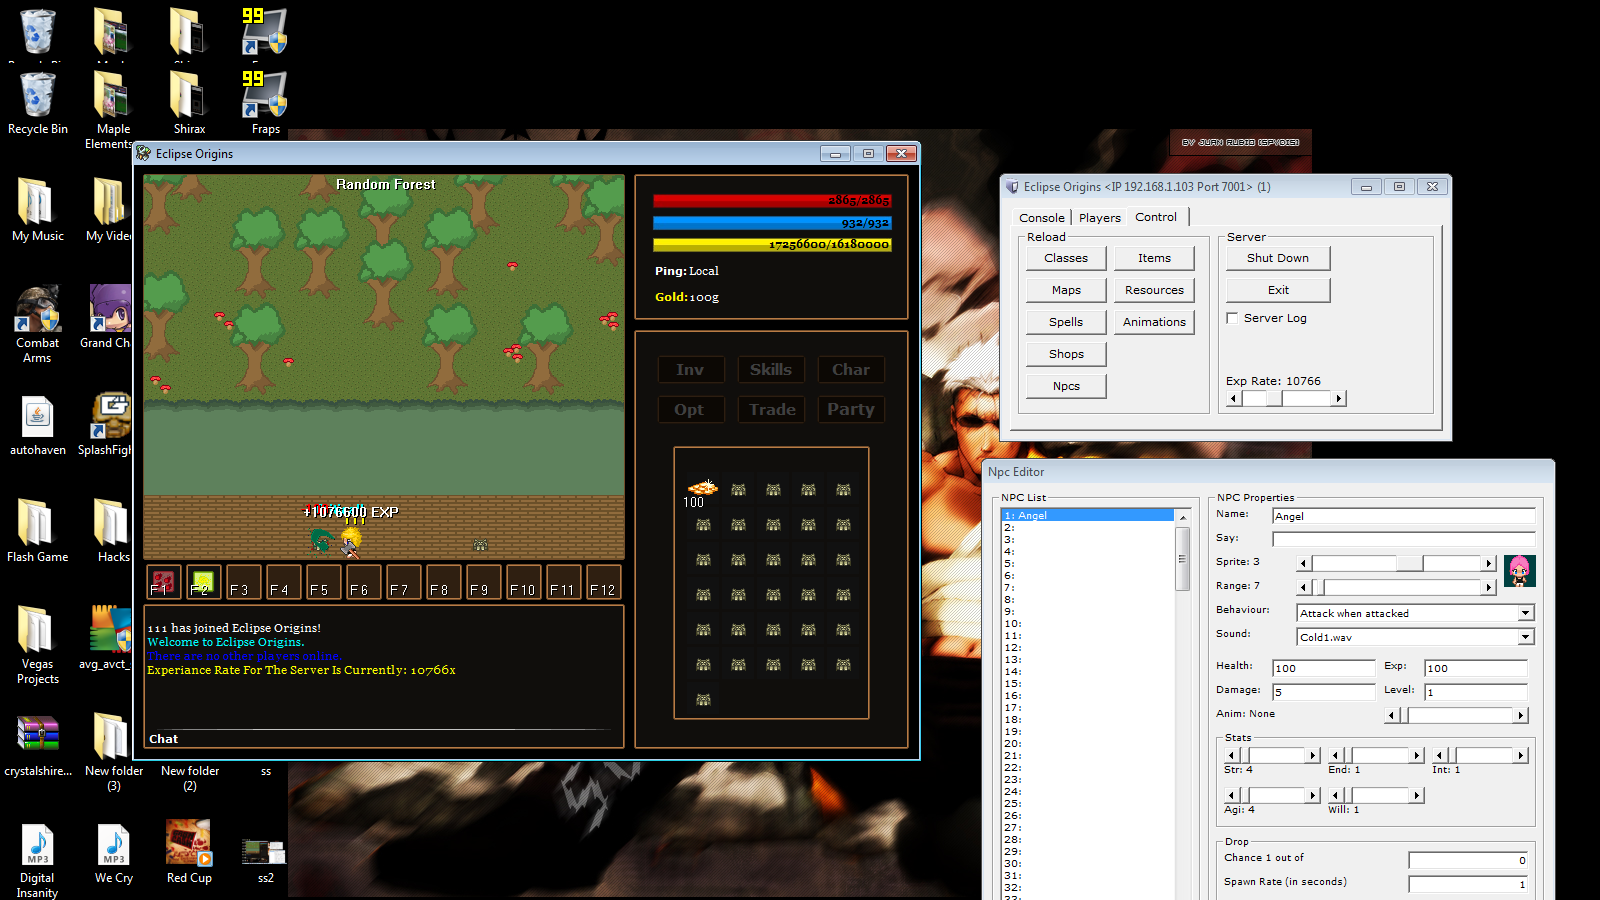 99
99
Recycle Bin
Maple Elements
Shirax
Fraps
My Music
My Vide
Combat Arms
Grand Ch
autohaven
SplashFigh
Flash Game
Hacks
Vegas Projects
avg_avct_
crystalshire...
New folder (3)
New folder (2)
ss
MP3
Digital Insanity
MP3
We Cry
Red Cup
ss2
BY JUAN RUBIO (SPYDIS)
Eclipse Origins
Random Forest
+1076600 EXP
2865/2865
932/932
17256600/16180000
Ping: Local
Gold: 100g
Inv
Skills
Char
Opt
Trade
Party
100
F1
F2
F3
F4
F5
F6
F7
F8
F9
F10
F11
F12
111 has joined Eclipse Origins!
Welcome to Eclipse Origins.
There are no other players online.
Experiance Rate For The Server Is Currently: 10766x
Chat
Eclipse Origins <IP 192.168.1.103 Port 7001> (1)
Console
Players
Control
Reload
Classes
Items
Maps
Resources
Spells
Animations
Shops
Npcs
Server
Shut Down
Exit
Server Log
Exp Rate: 10766
Npc Editor
NPC List
1: Angel
2:
3:
4:
5:
6:
7:
8:
9:
10:
11:
12:
13:
14:
15:
16:
17:
18:
19:
20:
21:
22:
23:
24:
25:
26:
27:
28:
29:
30:
31:
32:
NPC Properties
Name: Angel
Say:
Sprite: 3
Range: 7
Behaviour: Attack when attacked
Sound: Cold1.wav
Health: 100
Exp: 100
Damage: 5
Level: 1
Anim: None
Stats
Str: 4
End: 1
Int: 1
Agi: 4
Will: 1
Drop
Chance 1 out of 0
Spawn Rate (in seconds) 1